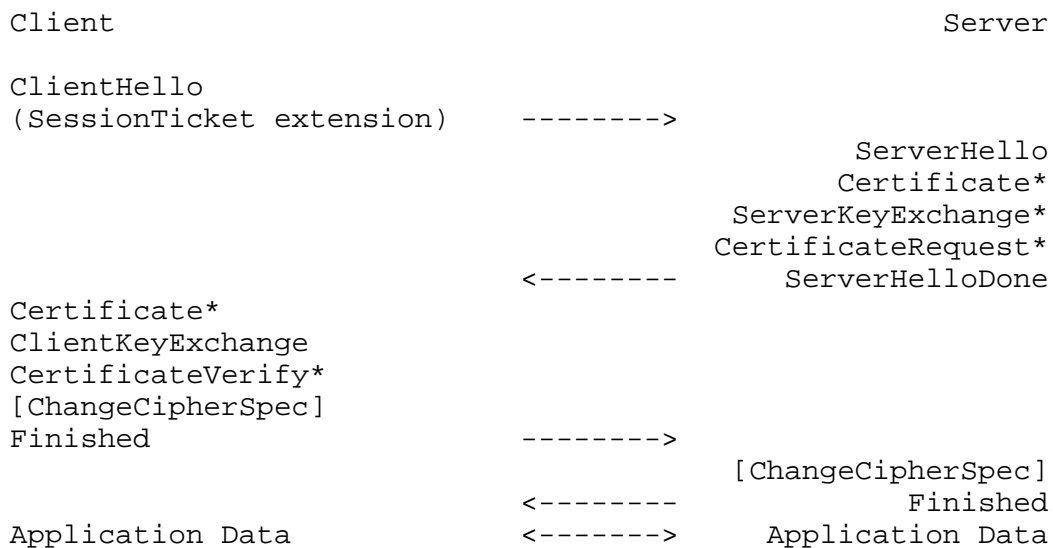 Client Server
ClientHello
(SessionTicket extension) -------->
ServerHello
Certificate*
ServerKeyExchange*
CertificateRequest*
<-------- ServerHelloDone
Certificate*
ClientKeyExchange
CertificateVerify*
[ChangeCipherSpec]
Finished -------->
[ChangeCipherSpec]
<-------- Finished
Application Data <-------> Application Data